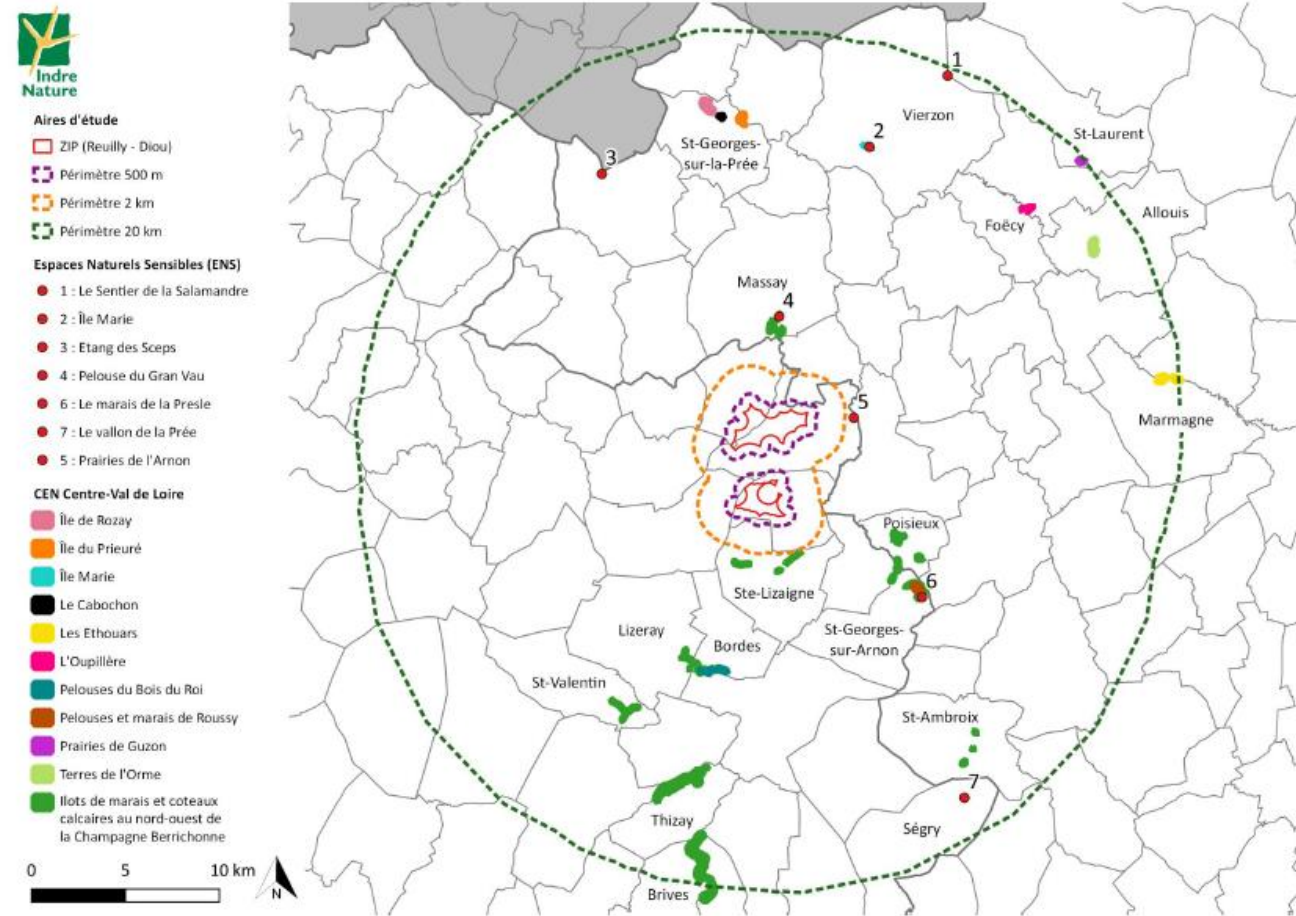 Indre
Nature
Aires d'étude
ZIP (Reuilly - Diou)
Périmètre 500 m
Périmètre 2 km
Périmètre 20 km
Espaces Naturels Sensibles (ENS)
1 : Le Sentier de la Salamandre
2 : Île Marie
3 : Etang des Sceps
4 : Pelouse du Gran Vau
6 : Le marais de la Presle
7 : Le vallon de la Prée
5 : Prairies de l'Arnon
CEN Centre-Val de Loire
Île de Rozay
Île du Prieuré
Île Marie
Le Cabochon
Les Ethouars
L'Oupillère
Pelouses du Bois du Roi
Pelouses et marais de Roussy
Prairies de Guzon
Terres de l'Orme
Ilots de marais et coteaux
calcaires au nord-ouest de
la Champagne Berrichonne
0 5 10 km
N
1
Vierzon
2
St-Laurent
St-Georges-
sur-la-Prée
3
Allouis
Foëcy
Massay
4
5
Marmagne
Poisieux
6
Ste-Lizaigne
St-Georges-
sur-Arnon
Lizeray
Bordes
St-Valentin
St-Ambroix
7
Thizay
Ségry
Brives